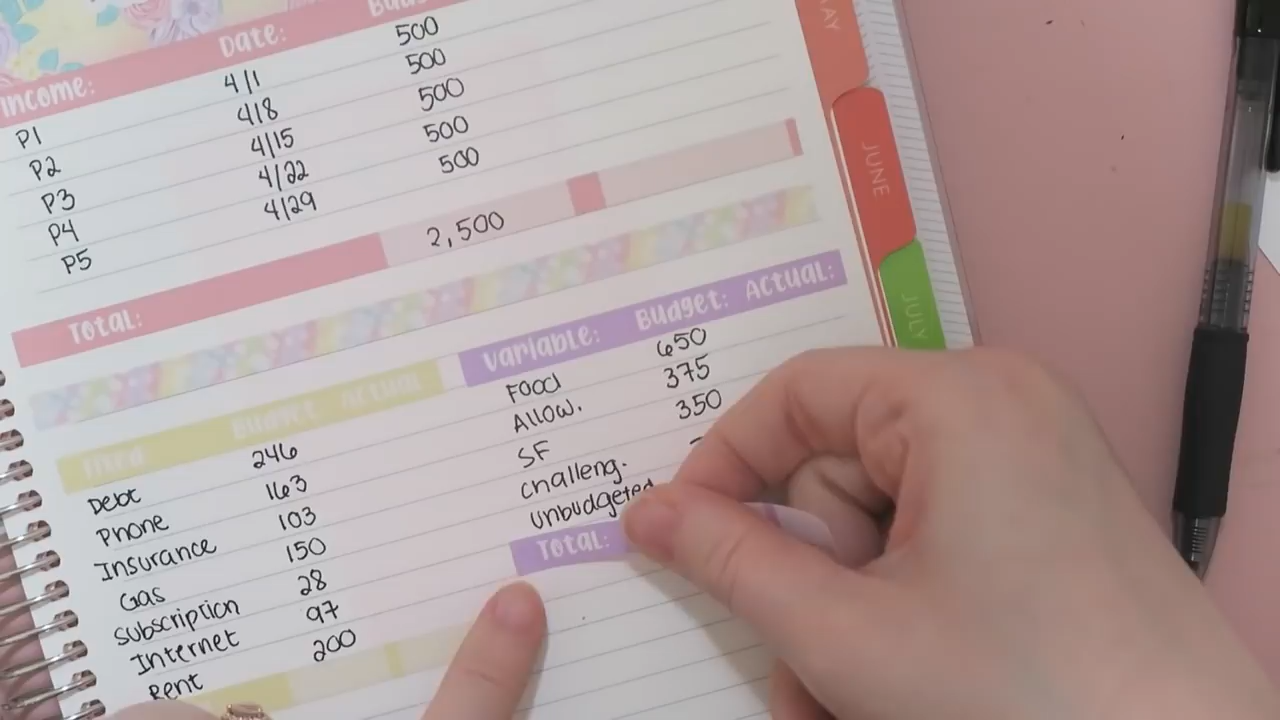 Income: Date:
P1 4/1 500
P2 4/8 500
P3 4/15 500
P4 4/22 500
P5 4/29 500
Total: 2,500
Fixed Budget Actual
Debt 246
Phone 163
Insurance 103
Gas 150
Subscription 28
Internet 97
Rent 200
Variable: Budget: Actual:
Food 650
Allow. 375
SF 350
Challeng.
Unbudgeted
Total:
MAY
JUNE
JULY